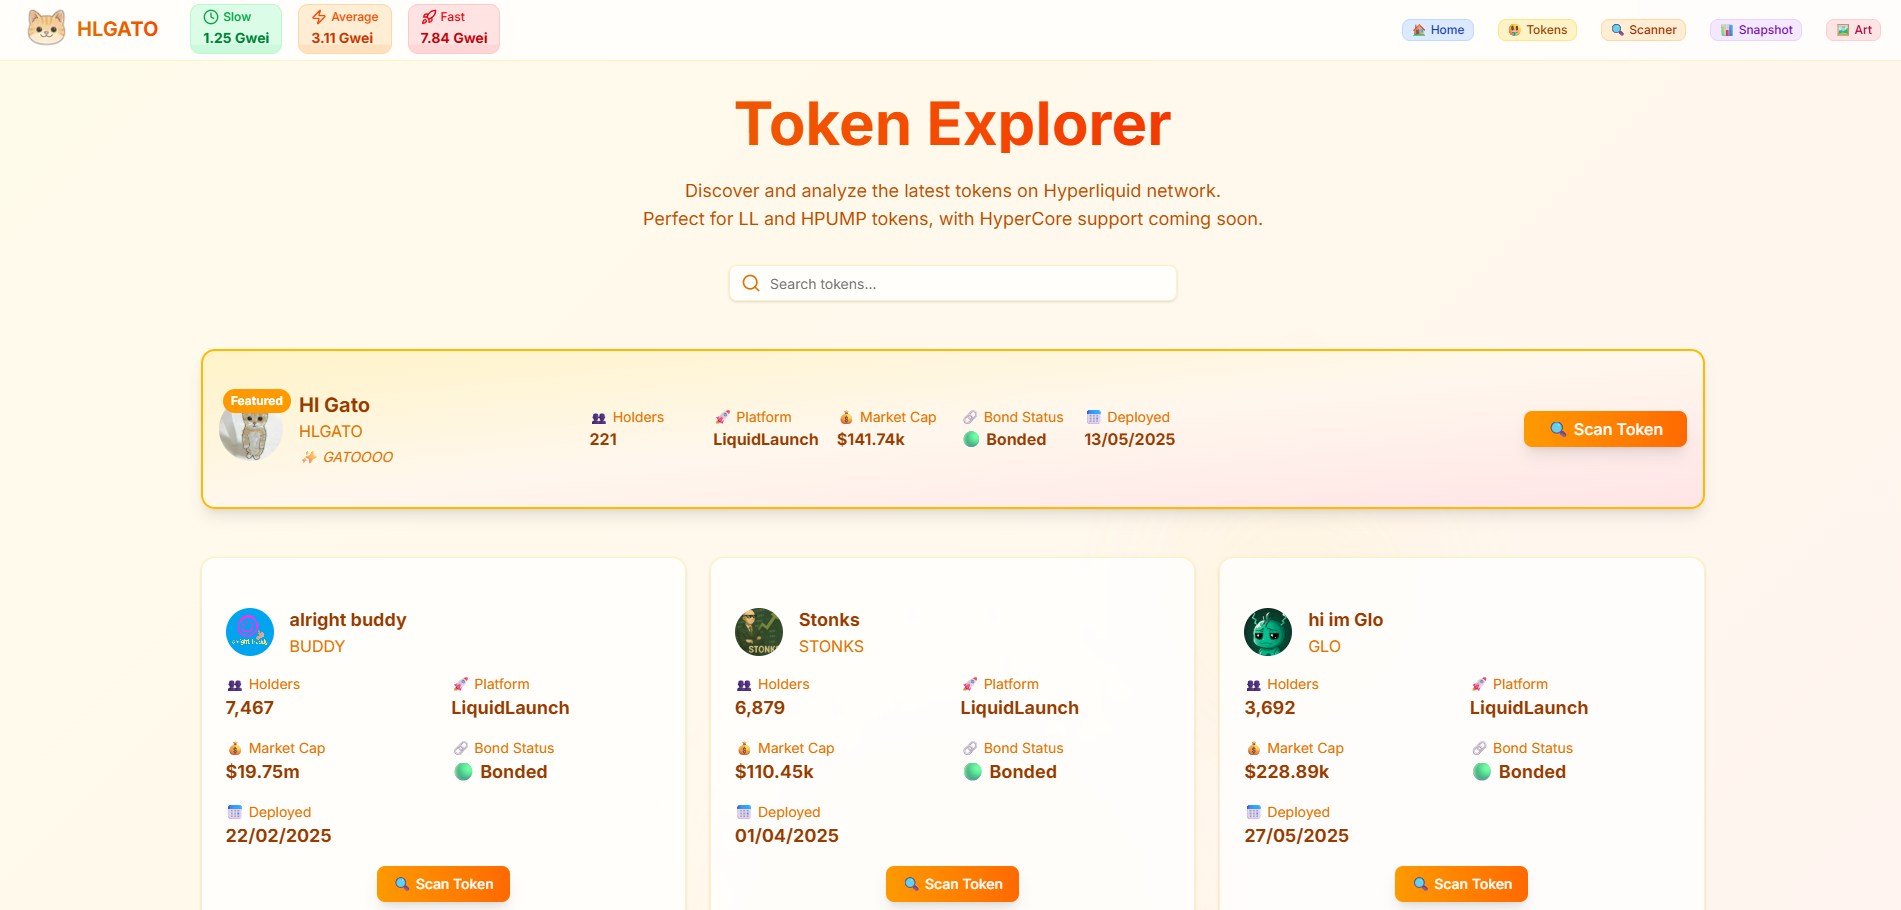 HLGATO
Slow
1.25 Gwei
Average
3.11 Gwei
Fast
7.84 Gwei
Home
Tokens
Scanner
Snapshot
Art
Token Explorer
Discover and analyze the latest tokens on Hyperliquid network.
Perfect for LL and HPUMP tokens, with HyperCore support coming soon.
Search tokens...
Featured
Hl Gato
HLGATO
GATOOOO
Holders
221
Platform
LiquidLaunch
Market Cap
$141.74k
Bond Status
Bonded
Deployed
13/05/2025
Scan Token
alright buddy
BUDDY
Holders
7,467
Platform
LiquidLaunch
Market Cap
$19.75m
Bond Status
Bonded
Deployed
22/02/2025
Scan Token
STONK
Stonks
STONKS
Holders
6,879
Platform
LiquidLaunch
Market Cap
$110.45k
Bond Status
Bonded
Deployed
01/04/2025
Scan Token
hi im Glo
GLO
Holders
3,692
Platform
LiquidLaunch
Market Cap
$228.89k
Bond Status
Bonded
Deployed
27/05/2025
Scan Token